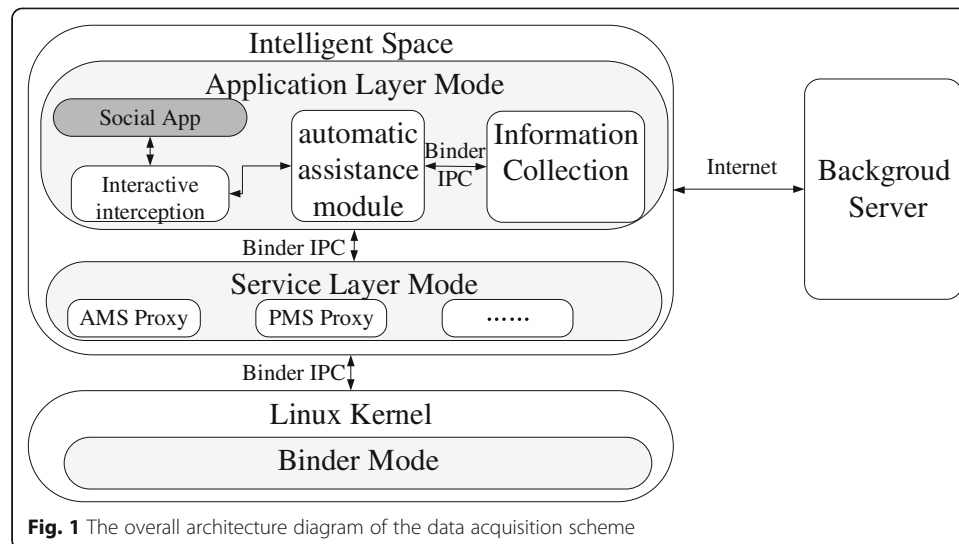 Intelligent Space
Application Layer Mode
Social App
Interactive
interception
automatic
assistance
module
Binder
IPC
Information
Collection
Internet
Backgroud
Server
Binder IPC
Service Layer Mode
AMS Proxy
PMS Proxy
......
Binder IPC
Linux Kernel
Binder Mode
Fig. 1 The overall architecture diagram of the data acquisition scheme